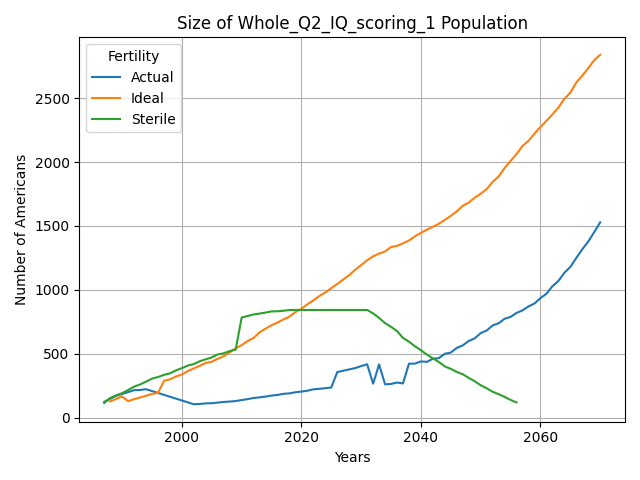 Size of Whole_Q2_IQ_scoring_1 Population
Fertility
Actual
Ideal
Sterile
Number of Americans
2500
2000
1500
1000
500
0
2000
2020
2040
2060
Years